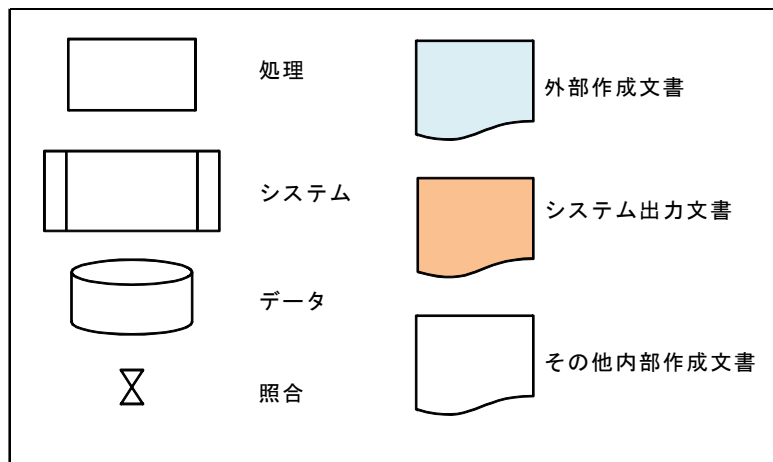 処理
システム
データ
照合
外部作成文書
システム出力文書
その他内部作成文書